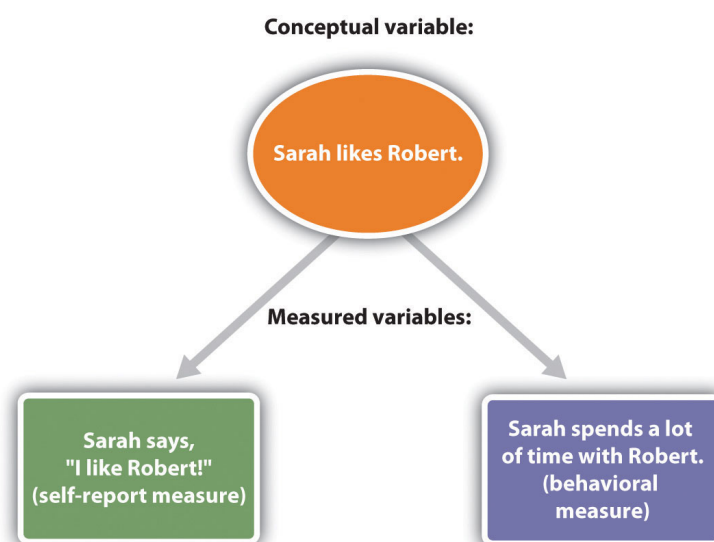 Conceptual variable:
Sarah likes Robert.
Measured variables:
Sarah says,
"I like Robert!"
(self-report measure)
Sarah spends a lot
of time with Robert.
(behavioral
measure)